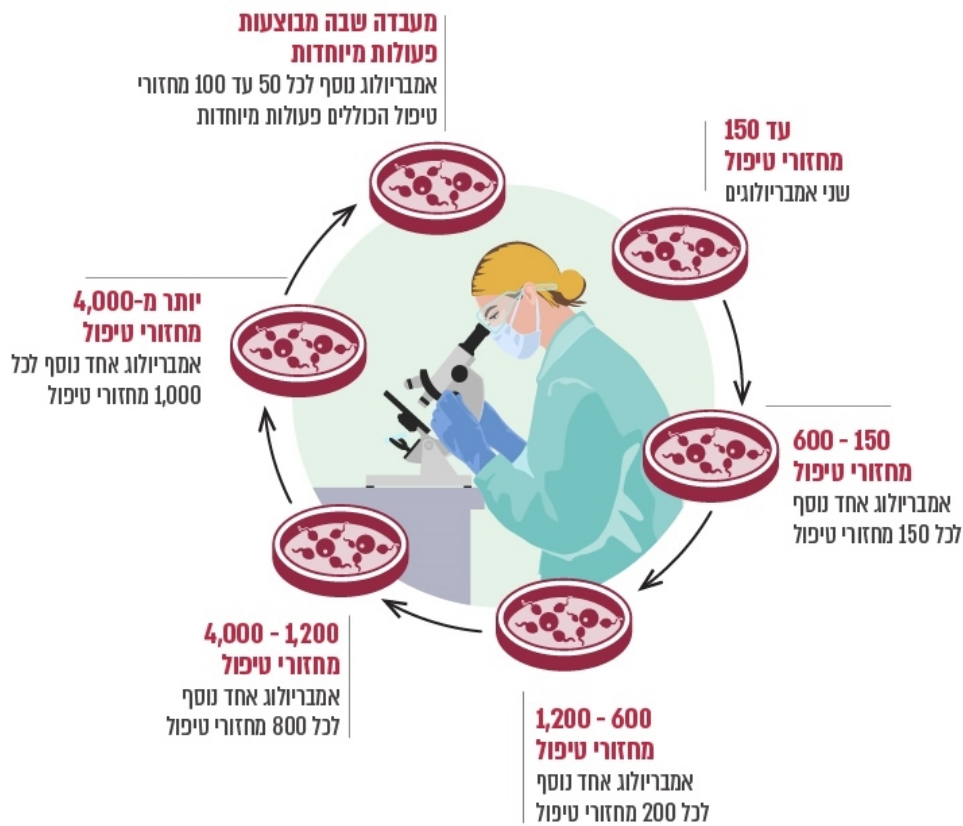 עד 150
מחזורי טיפול
שני אמבריולוגים
150 - 600
מחזורי טיפול
אמבריולוג אחד נוסף
לכל 150 מחזורי טיפול
600 - 1,200
מחזורי טיפול
אמבריולוג אחד נוסף
לכל 200 מחזורי טיפול
1,200 - 4,000
מחזורי טיפול
אמבריולוג אחד נוסף
לכל 800 מחזורי טיפול
יותר מ-4,000
מחזורי טיפול
אמבריולוג אחד נוסף לכל
1,000 מחזורי טיפול
מעבדה שבה מבוצעות
פעולות מיוחדות
אמבריולוג נוסף לכל 50 עד 100 מחזורי
טיפול הכוללים פעולות מיוחדות